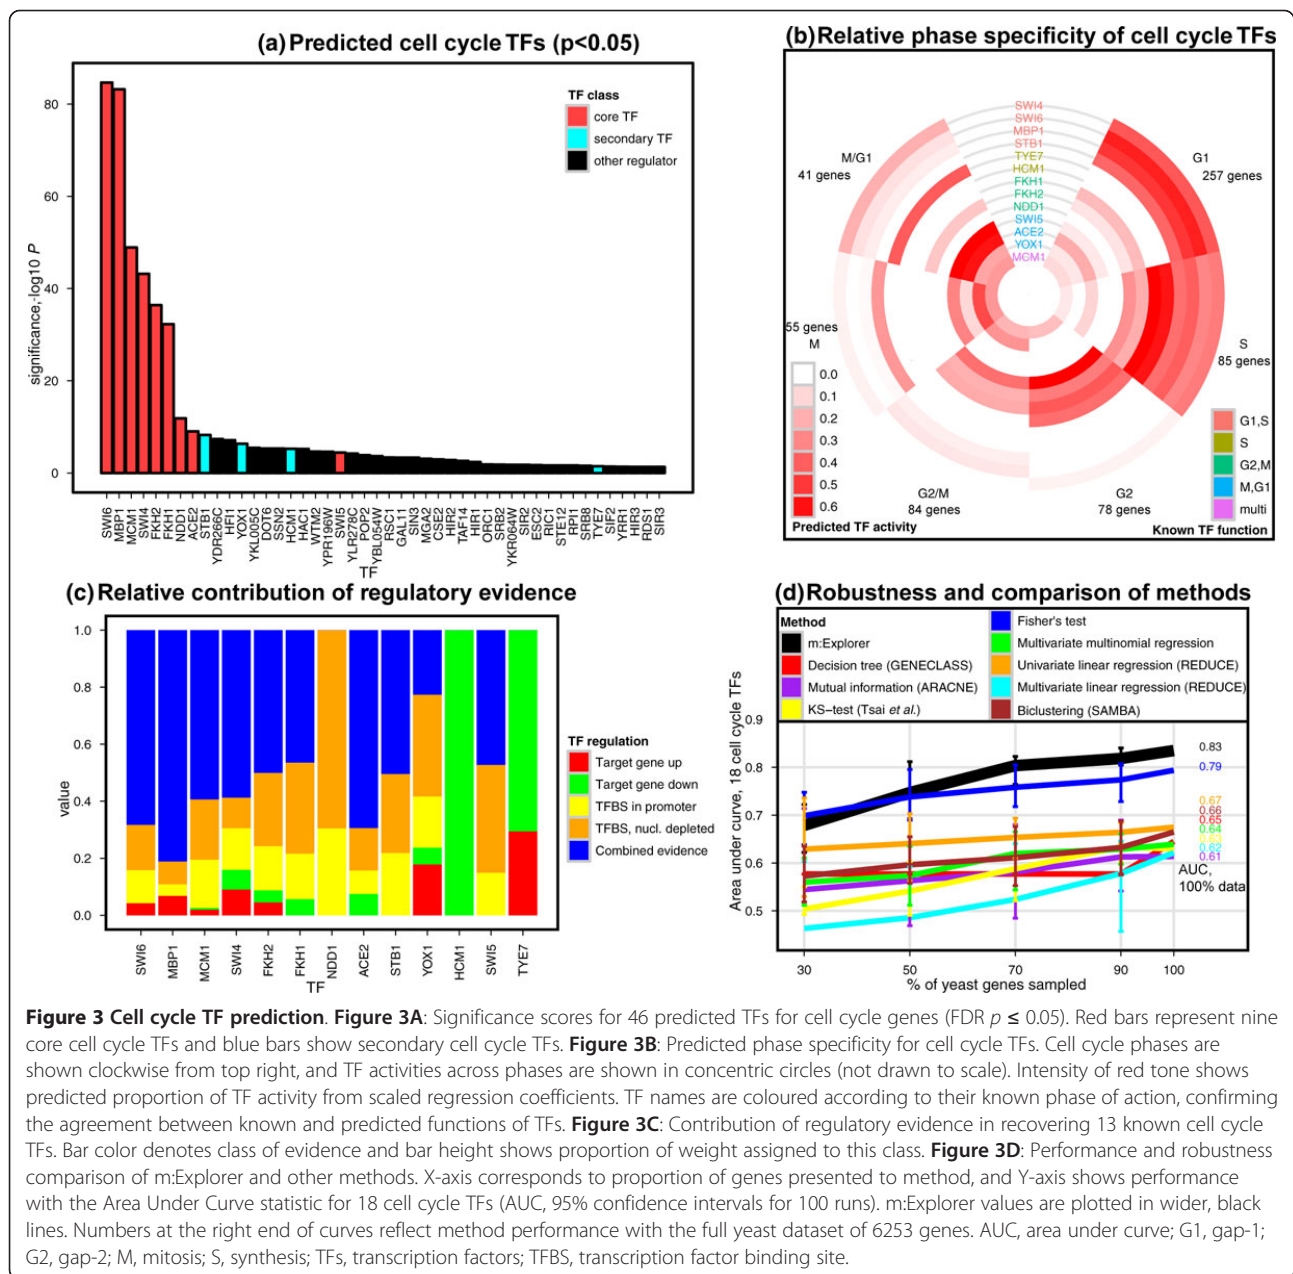 (a) Predicted cell cycle TFs (p<0.05)
significance,-log10 P
80
60
40
20
0
TF class
core TF
secondary TF
other regulator
SWI6
MBP1
MCM1
SWI4
FKH2
FKH1
NDD1
ACE2
STB1
YDR266C
HFI1
YOX1
YKL005C
DOT6
SSN2
HCM1
HAC1
WTM2
YPR196W
SWI5
YLR278C
POP2
YBL054W
RSC1
GAL11
SIN3
MGA2
CSE2
HIR2
TAF14
HIR1
ORC1
SRB2
YKR064W
SIR2
ESC2
RIC1
STE12
RPI1
SRB8
TYE7
SIF2
YRR1
HIR3
RDS1
SIR3
TF
(b) Relative phase specificity of cell cycle TFs
SWI4
SWI6
MBP1
STB1
TYE7
HCM1
FKH1
FKH2
NDD1
SWI5
ACE2
YOX1
MCM1
M/G1
41 genes
G1
257 genes
S
85 genes
G2
78 genes
G2/M
84 genes
55 genes
M
0.0
0.1
0.2
0.3
0.4
0.5
0.6
Predicted TF activity
G1,S
S
G2,M
M,G1
multi
Known TF function
(c) Relative contribution of regulatory evidence
value
1.0
0.8
0.6
0.4
0.2
0.0
SWI6
MBP1
MCM1
SWI4
FKH2
FKH1
NDD1
ACE2
STB1
YOX1
HCM1
SWI5
TYE7
TF
TF regulation
Target gene up
Target gene down
TFBS in promoter
TFBS, nucl. depleted
Combined evidence
(d) Robustness and comparison of methods
Method
m:Explorer
Decision tree (GENECLASS)
Mutual information (ARACNE)
KS-test (Tsai et al.)
Fisher's test
Multivariate multinomial regression
Univariate linear regression (REDUCE)
Multivariate linear regression (REDUCE)
Biclustering (SAMBA)
Area under curve, 18 cell cycle TFs
0.9
0.8
0.7
0.6
0.5
0.83
0.79
0.67
0.66
0.65
0.64
0.63
0.62
0.61
AUC,
100% data
30
50
70
90
100
% of yeast genes sampled
Figure 3 Cell cycle TF prediction. Figure 3A: Significance scores for 46 predicted TFs for cell cycle genes (FDR p ≤ 0.05). Red bars represent nine
core cell cycle TFs and blue bars show secondary cell cycle TFs. Figure 3B: Predicted phase specificity for cell cycle TFs. Cell cycle phases are
shown clockwise from top right, and TF activities across phases are shown in concentric circles (not drawn to scale). Intensity of red tone shows
predicted proportion of TF activity from scaled regression coefficients. TF names are coloured according to their known phase of action, confirming
the agreement between known and predicted functions of TFs. Figure 3C: Contribution of regulatory evidence in recovering 13 known cell cycle
TFs. Bar color denotes class of evidence and bar height shows proportion of weight assigned to this class. Figure 3D: Performance and robustness
comparison of m:Explorer and other methods. X-axis corresponds to proportion of genes presented to method, and Y-axis shows performance
with the Area Under Curve statistic for 18 cell cycle TFs (AUC, 95% confidence intervals for 100 runs). m:Explorer values are plotted in wider, black
lines. Numbers at the right end of curves reflect method performance with the full yeast dataset of 6253 genes. AUC, area under curve; G1, gap-1;
G2, gap-2; M, mitosis; S, synthesis; TFs, transcription factors; TFBS, transcription factor binding site.